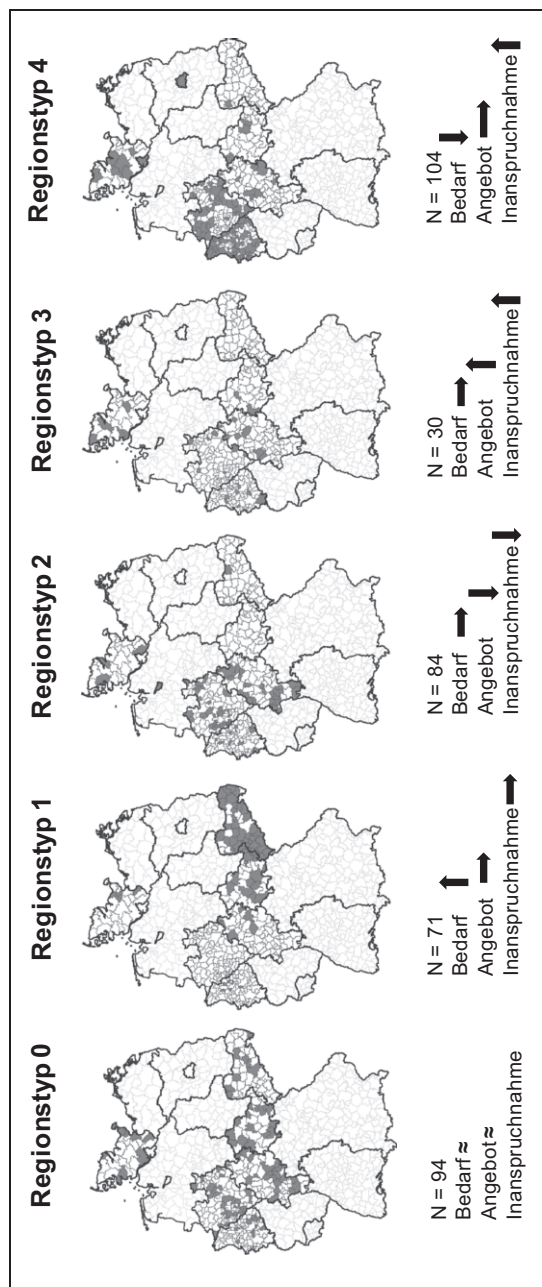 Regionstyp 0
Regionstyp 1
Regionstyp 2
Regionstyp 3
Regionstyp 4
N = 94
Bedarf ≈
Angebot ≈
Inanspruchnahme
N = 71
Bedarf
Angebot
Inanspruchnahme
N = 84
Bedarf
Angebot
Inanspruchnahme
N = 30
Bedarf
Angebot
Inanspruchnahme
N = 104
Bedarf
Angebot
Inanspruchnahme